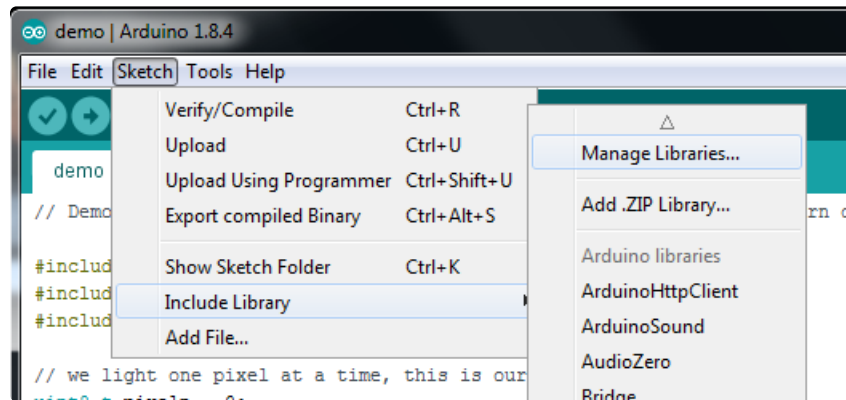 demo | Arduino 1.8.4
File Edit Sketch Tools Help
Verify/Compile Ctrl+R
Upload Ctrl+U
Upload Using Programmer Ctrl+Shift+U
Export compiled Binary Ctrl+Alt+S
Show Sketch Folder Ctrl+K
Include Library
Add File...
Manage Libraries...
Add .ZIP Library...
Arduino libraries
ArduinoHttpClient
ArduinoSound
AudioZero
Bridge
demo
// Demo
#includ
#includ
#includ
// we light one pixel at a time, this is our